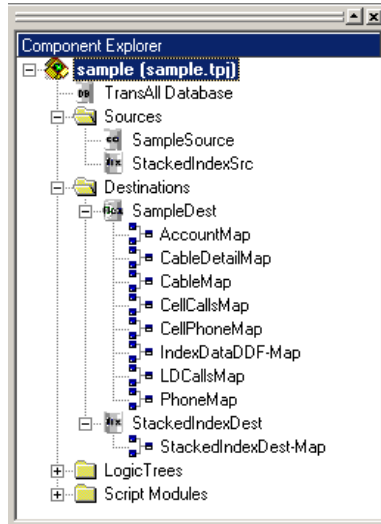 Component Explorer
sample (sample.tpj)
TransAll Database
Sources
SampleSource
StackedIndexSrc
Destinations
SampleDest
AccountMap
CableDetailMap
CableMap
CellCallsMap
CellPhoneMap
IndexDataDDF-Map
LDCallsMap
PhoneMap
StackedIndexDest
StackedIndexDest-Map
LogicTrees
Script Modules